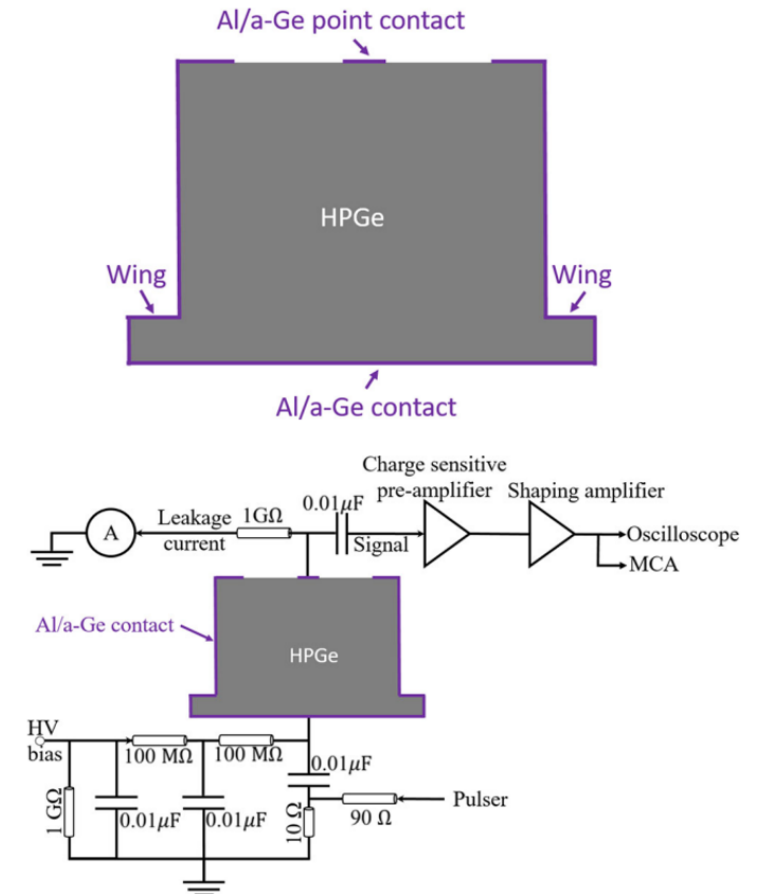 Al/a-Ge point contact
HPGe
Wing
Wing
Al/a-Ge contact
Charge sensitive
pre-amplifier
Shaping amplifier
0.01μF
Leakage
current
1GΩ
A
Signal
Oscilloscope
MCA
Al/a-Ge contact
HPGe
HV
bias
100 MΩ
100 MΩ
0.01μF
1 GΩ
0.01μF
0.01μF
10 Ω
90 Ω
Pulser